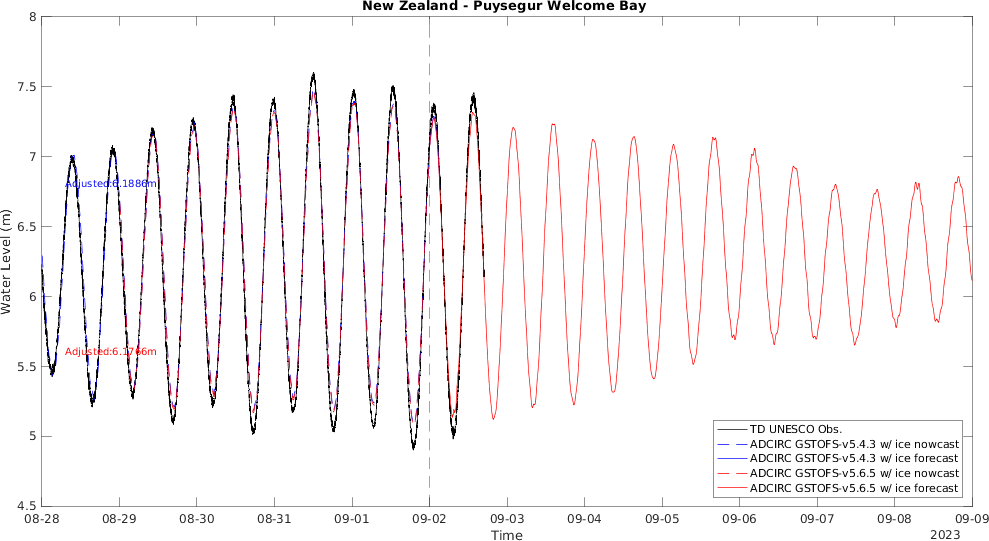 New Zealand - Puysegur Welcome Bay
8
7.5
7
6.5
6
5.5
5
4.5
Water Level (m)
Adjusted:6.1886m
Adjusted:6.1766m
TD UNESCO Obs.
ADCIRC GSTOFS-v5.4.3 w/ ice nowcast
ADCIRC GSTOFS-v5.4.3 w/ ice forecast
ADCIRC GSTOFS-v5.6.5 w/ ice nowcast
ADCIRC GSTOFS-v5.6.5 w/ ice forecast
08-28 08-29 08-30 08-31 09-01 09-02 09-03 09-04 09-05 09-06 09-07 09-08 09-09
Time
2023